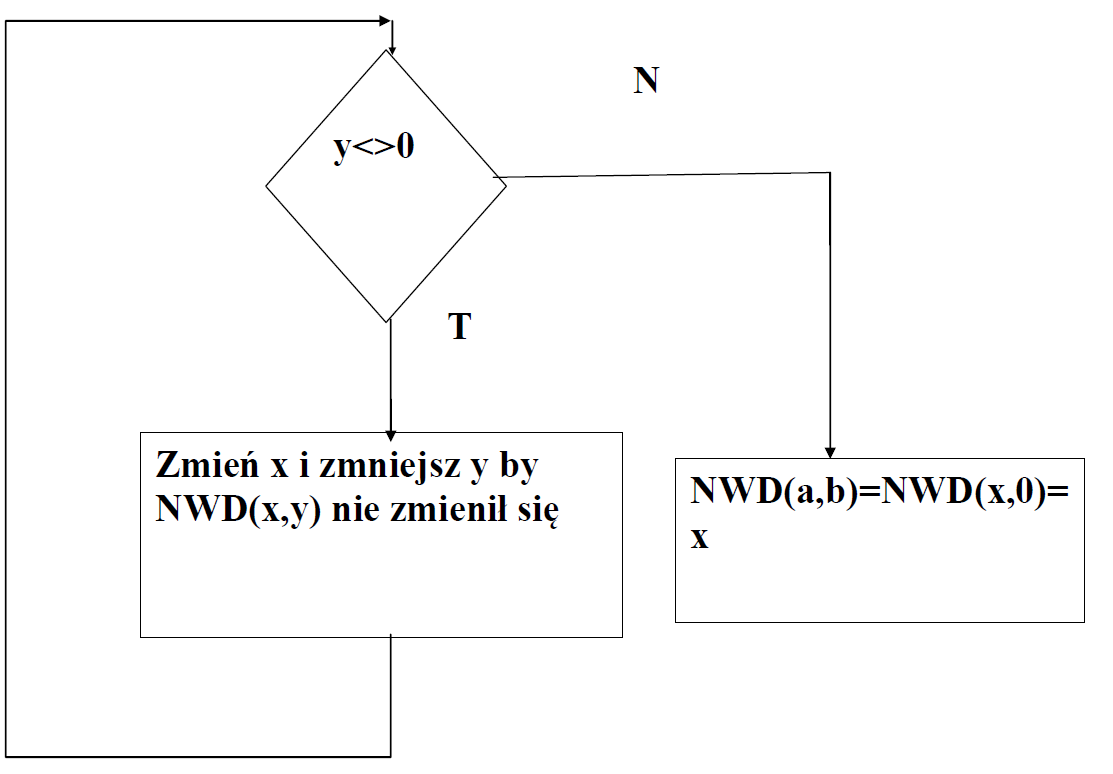 N
y<>0
T
Zmień x i zmniejsz y by
NWD(x,y) nie zmienił się
NWD(a,b)=NWD(x,0)=
x